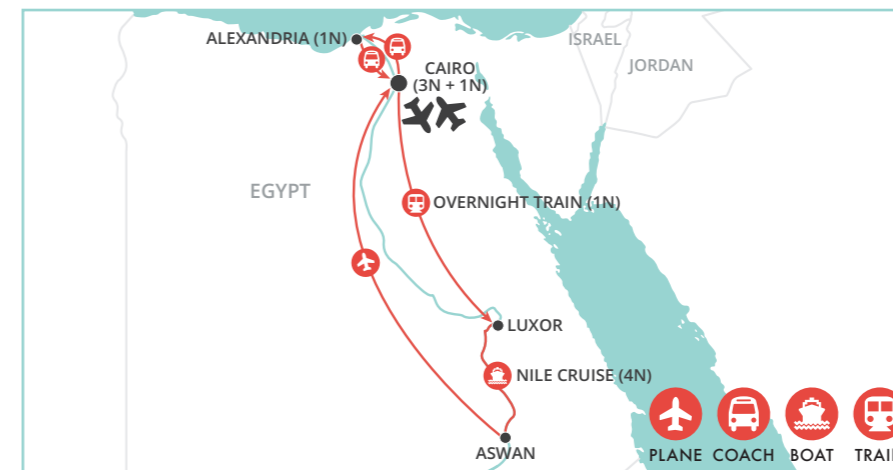 ALEXANDRIA (1N)
ISRAEL
CAIRO
(3N + 1N)
JORDAN
EGYPT
OVERNIGHT TRAIN (1N)
LUXOR
NILE CRUISE (4N)
ASWAN
PLANE
COACH
BOAT
TRAI